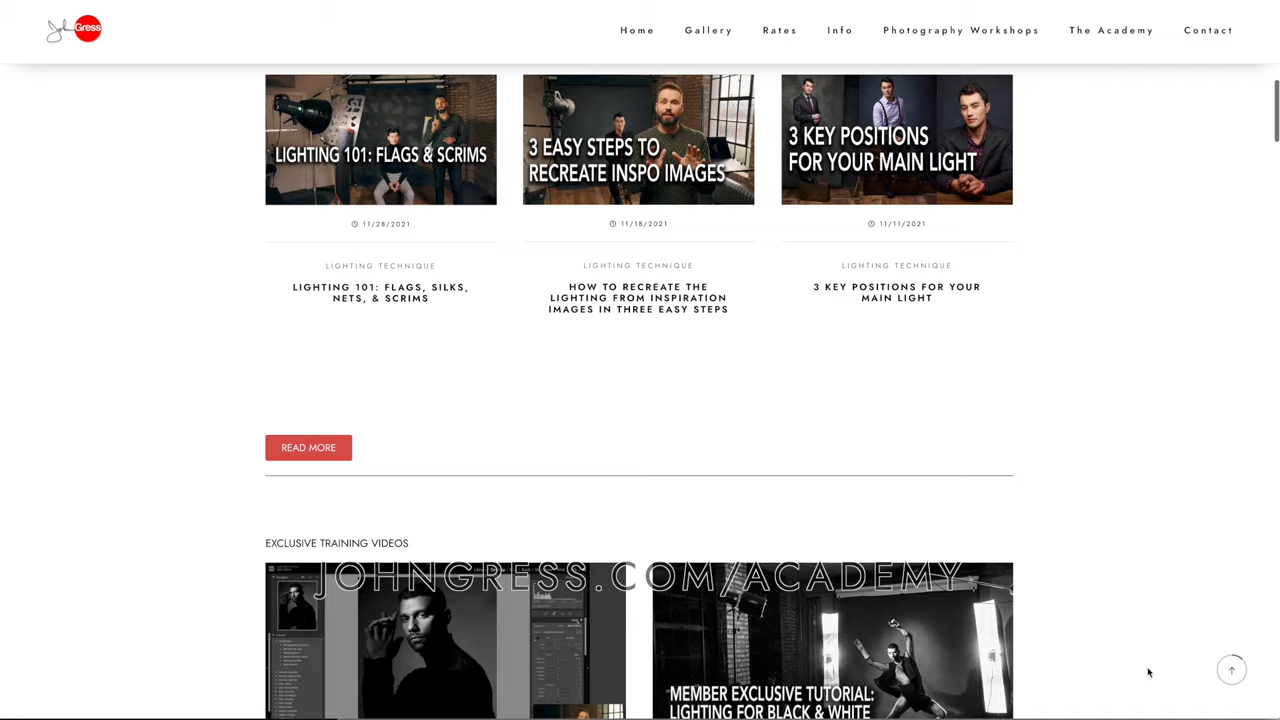 John Gress
Home Gallery Rates Info Photography Workshops The Academy Contact
LIGHTING 101: FLAGS & SCRIMS
3 EASY STEPS TO
RECREATE INSPO IMAGES
3 KEY POSITIONS
FOR YOUR MAIN LIGHT
11/28/2021
11/18/2021
11/11/2021
LIGHTING TECHNIQUE
LIGHTING TECHNIQUE
LIGHTING TECHNIQUE
LIGHTING 101: FLAGS, SILKS,
NETS, & SCRIMS
HOW TO RECREATE THE
LIGHTING FROM INSPIRATION
IMAGES IN THREE EASY STEPS
3 KEY POSITIONS FOR YOUR
MAIN LIGHT
READ MORE
EXCLUSIVE TRAINING VIDEOS
JOHNGRESS.COM/ACADEMY
MEMBER EXCLUSIVE TUTORIAL:
LIGHTING FOR BLACK & WHITE